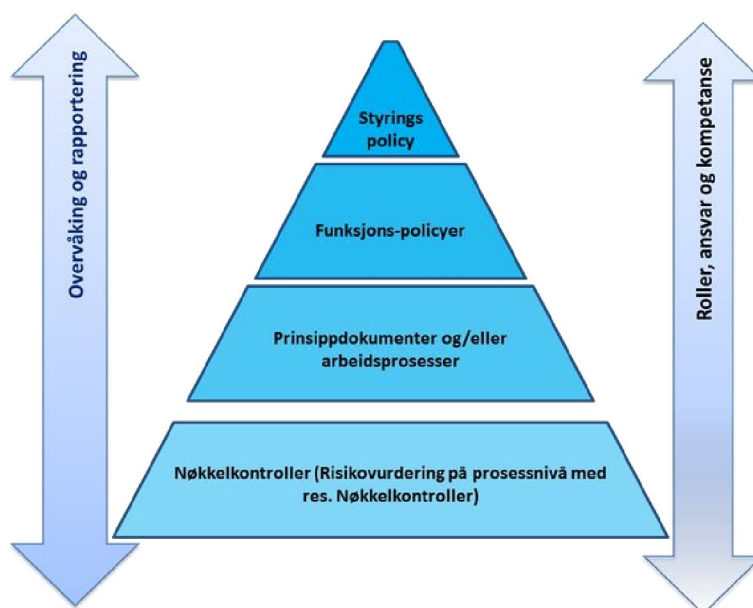 Overvåking og rapportering
Styrings
policy
Funksjons-policyer
Prinsippdokumenter og/eller
arbeidsprosesser
Nøkkelkontroller (Risikovurdering på prosessnivå med
res. Nøkkelkontroller)
Roller, ansvar og kompetanse